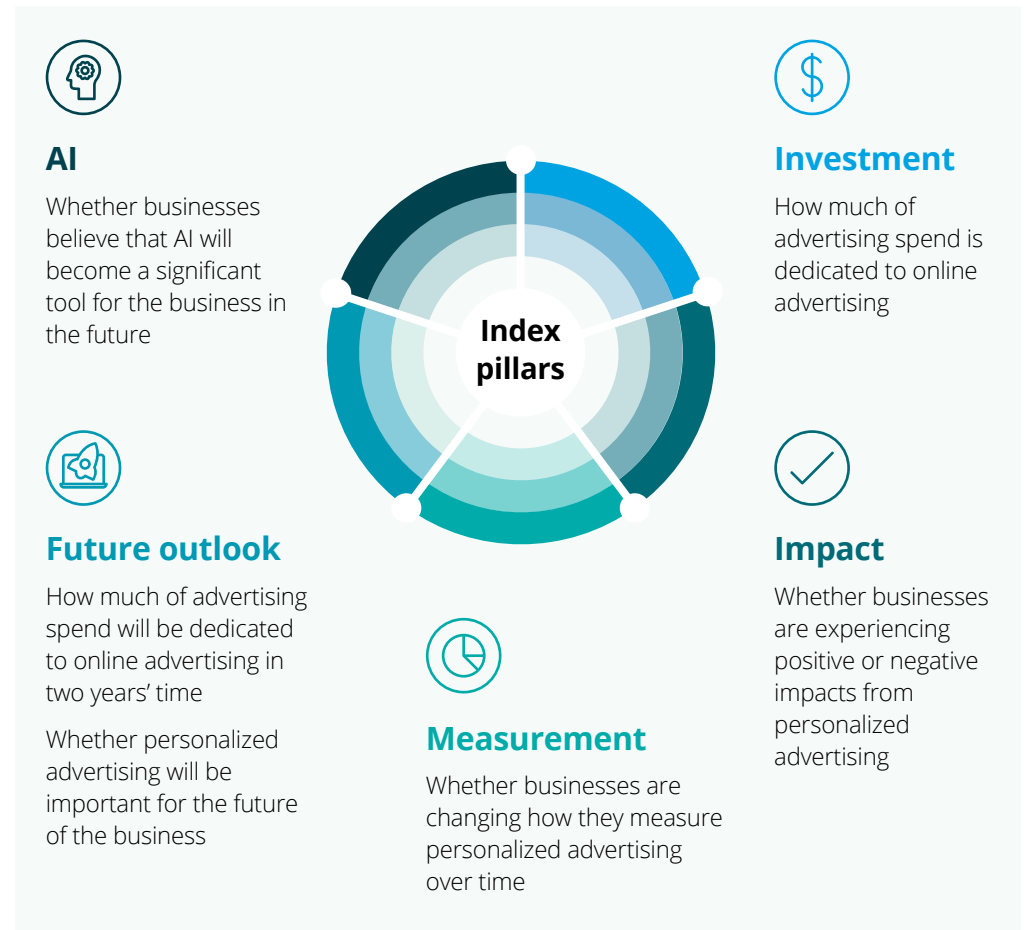 AI
Whether businesses
believe that AI will
become a significant
tool for the business in
the future
Investment
How much of
advertising spend is
dedicated to online
advertising
Index
pillars
Future outlook
How much of advertising
spend will be dedicated
to online advertising in
two years’ time
Whether personalized
advertising will be
important for the future
of the business
Measurement
Whether businesses are
changing how they measure
personalized advertising
over time
Impact
Whether businesses
are experiencing
positive or negative
impacts from
personalized
advertising